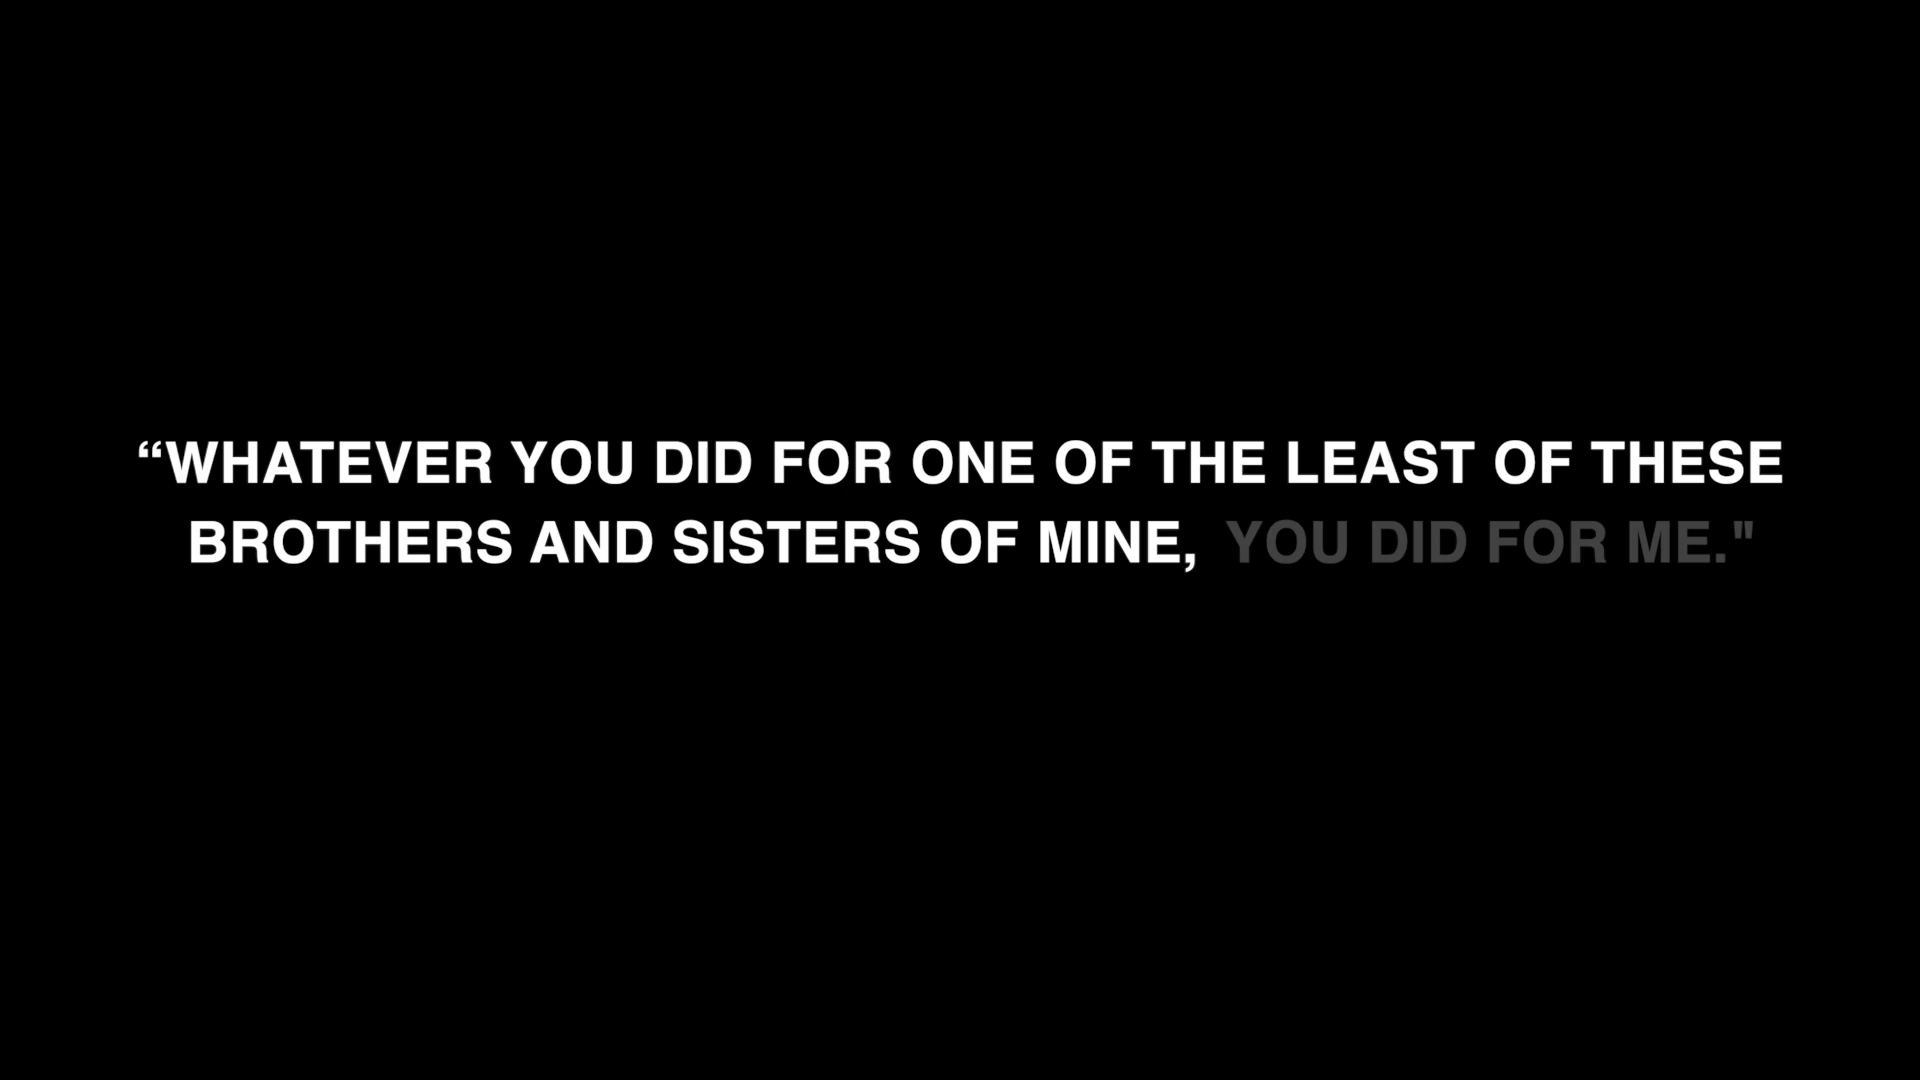 “WHATEVER YOU DID FOR ONE OF THE LEAST OF THESE
BROTHERS AND SISTERS OF MINE, YOU DID FOR ME."